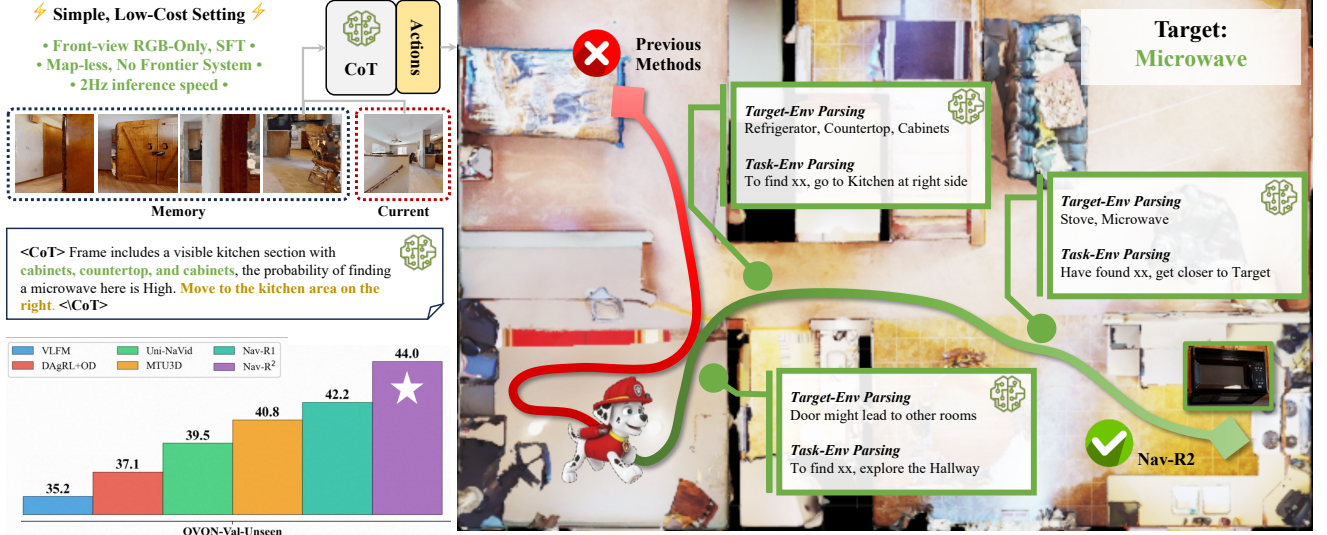 ⚡ Simple, Low-Cost Setting ⚡
• Front-view RGB-Only, SFT •
• Map-less, No Frontier System •
• 2Hz inference speed •
CoT
Actions
Memory
Current
<CoT> Frame includes a visible kitchen section with
cabinets, countertop, and cabinets, the probability of finding
a microwave here is High. Move to the kitchen area on the
right. <\CoT>
VLFM
DAgRL+OD
Uni-NaVid
MTU3D
Nav-R1
Nav-R²
35.2
37.1
39.5
40.8
42.2
44.0
OVON-Val-Unseen
Previous
Methods
Target:
Microwave
Target-Env Parsing
Refrigerator, Countertop, Cabinets
Task-Env Parsing
To find xx, go to Kitchen at right side
Target-Env Parsing
Stove, Microwave
Task-Env Parsing
Have found xx, get closer to Target
Target-Env Parsing
Door might lead to other rooms
Task-Env Parsing
To find xx, explore the Hallway
Nav-R2